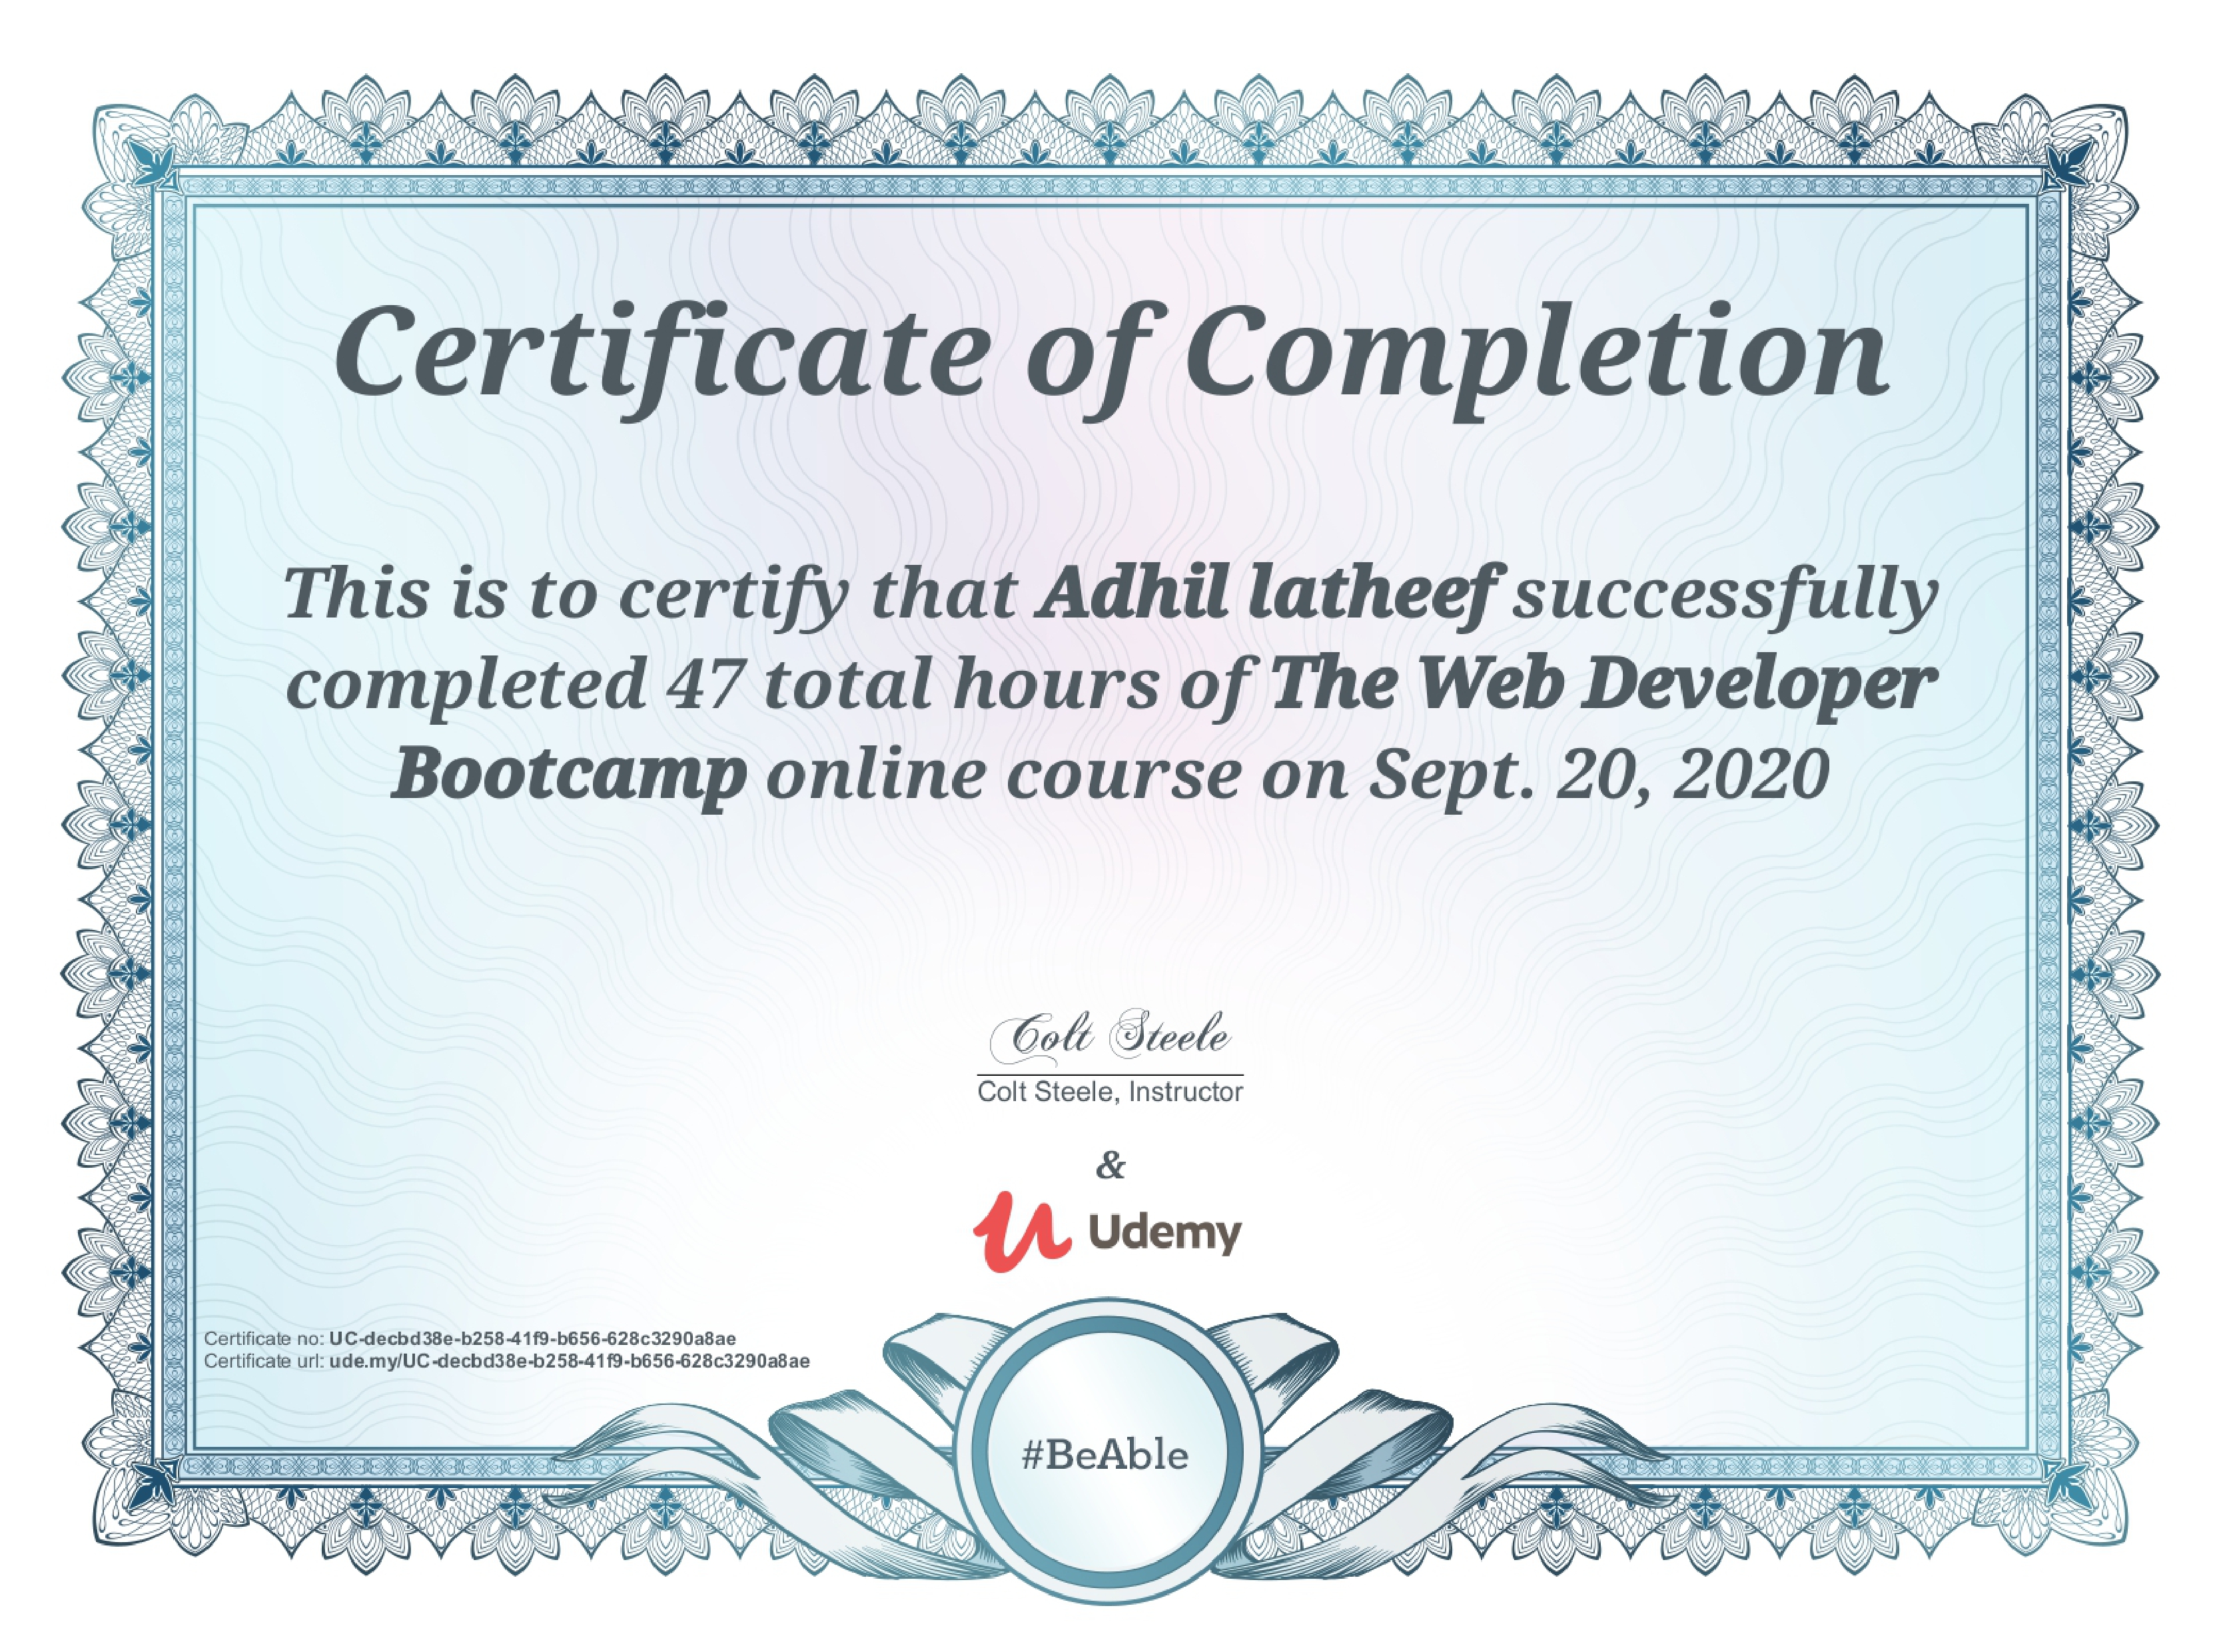 Certificate of Completion
This is to certify that Adhil latheef successfully
completed 47 total hours of The Web Developer
Bootcamp online course on Sept. 20, 2020
Colt Steele
Colt Steele, Instructor
&
Udemy
Certificate no: UC-decbd38e-b258-41f9-b656-628c3290a8ae
Certificate url: ude.my/UC-decbd38e-b258-41f9-b656-628c3290a8ae
#BeAble